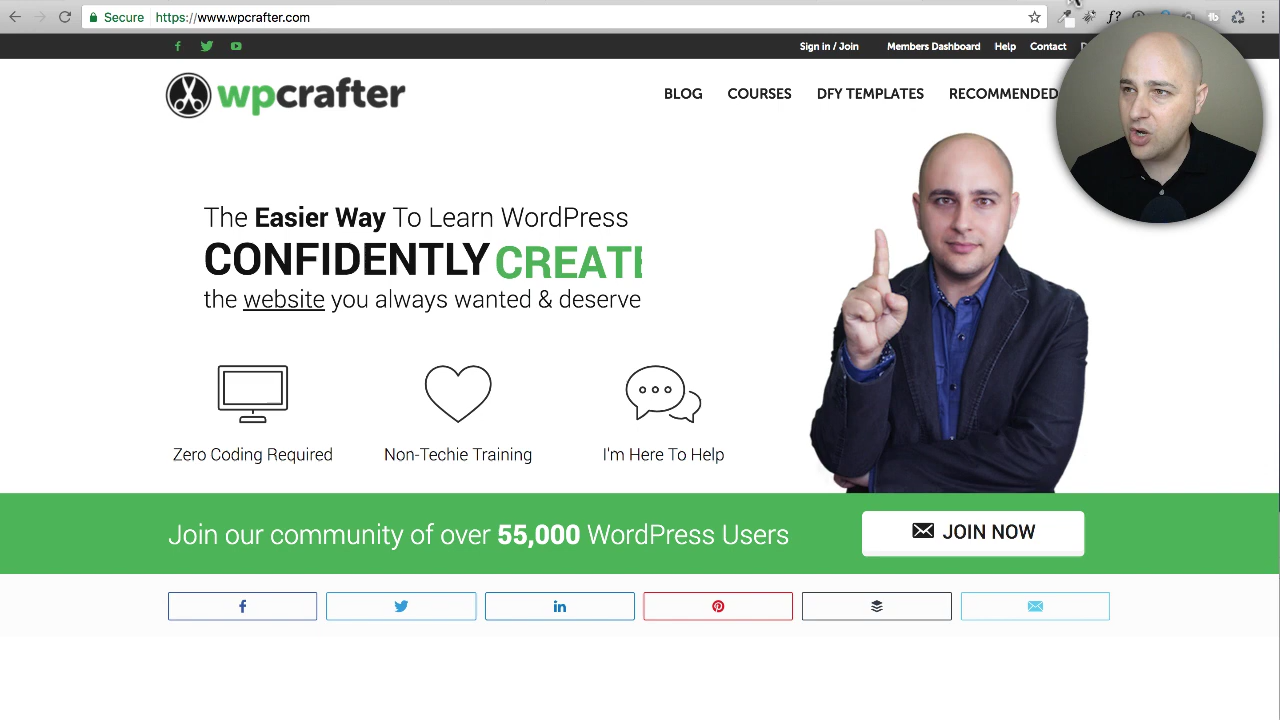 Secure https://www.wpcrafter.com
Sign in / Join Members Dashboard Help Contact
wpcrafter
BLOG COURSES DFY TEMPLATES RECOMMENDED
The Easier Way To Learn WordPress
CONFIDENTLY CREATE
the website you always wanted & deserve
Zero Coding Required Non-Techie Training I'm Here To Help
Join our community of over 55,000 WordPress Users JOIN NOW